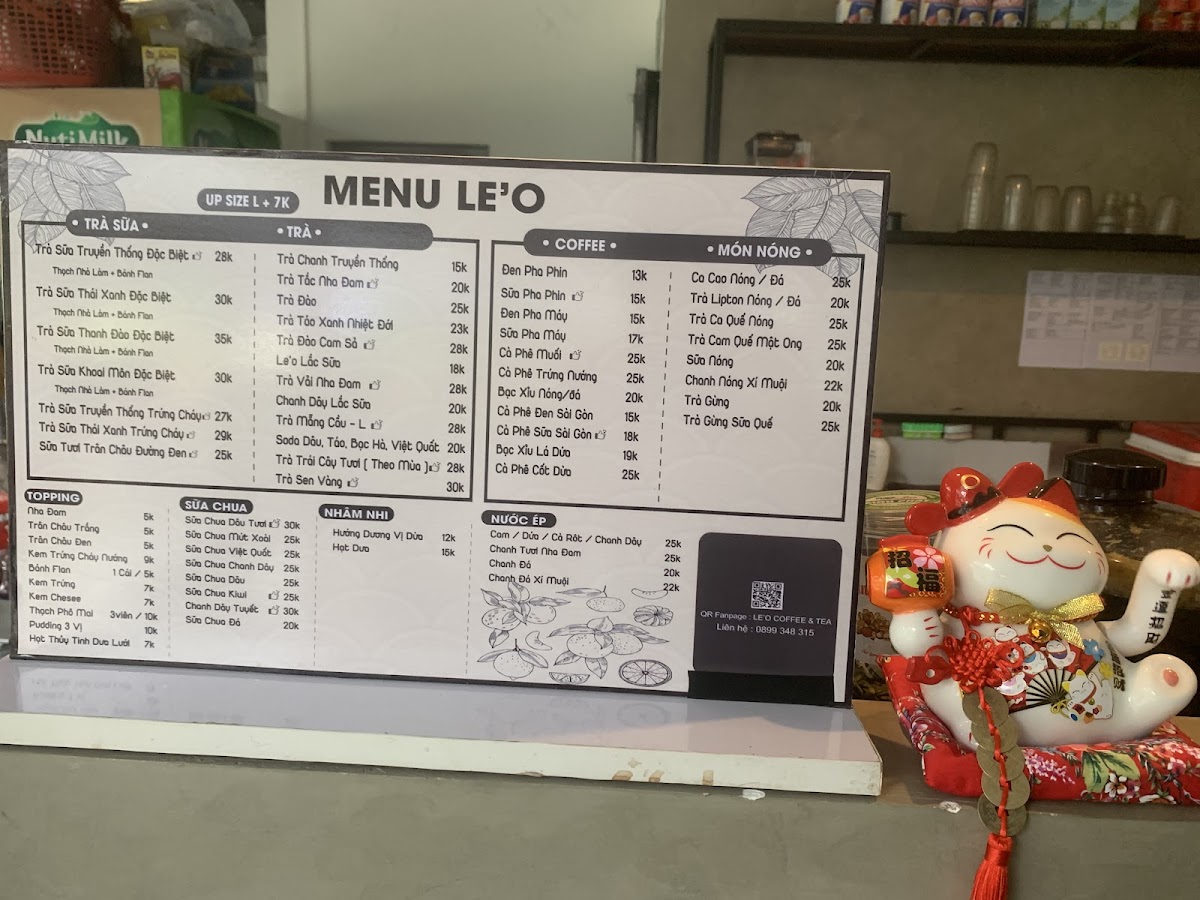 NutiMilk
MENU LE'O
UP SIZE L + 7K
• TRÀ SỮA •
Trà Sữa Truyền Thống Đặc Biệt 28k
Thạch Nhà Làm + Bánh Flan
Trà Sữa Thái Xanh Đặc Biệt 30k
Thạch Nhà Làm + Bánh Flan
Trà Sữa Thanh Đào Đặc Biệt 35k
Thạch Nhà Làm + Bánh Flan
Trà Sữa Khoai Môn Đặc Biệt 30k
Thạch Nhà Làm + Bánh Flan
Trà Sữa Truyền Thống Trứng Cháy 27k
Trà Sữa Thái Xanh Trứng Cháy 29k
Sữa Tươi Trân Châu Đường Đen 25k
• TRÀ •
Trà Chanh Truyền Thống 15k
Trà Tắc Nha Đam 20k
Trà Đào 25k
Trà Táo Xanh Nhiệt Đới 23k
Trà Đào Cam Sả 28k
Le'o Lắc Sữa 18k
Trà Vải Nha Đam 28k
Chanh Dây Lắc Sữa 20k
Trà Mãng Cầu - L 28k
Soda Dâu, Táo, Bạc Hà, Việt Quất 20k
Trà Trái Cây Tươi ( Theo Mùa ) 28k
Trà Sen Vàng 30k
• COFFEE •
Đen Pha Phin 13k
Sữa Pha Phin 15k
Đen Pha Máy 15k
Sữa Pha Máy 17k
Cà Phê Muối 25k
Cà Phê Trứng Nướng 25k
Bạc Xỉu Nóng/đá 20k
Cà Phê Đen Sài Gòn 15k
Cà Phê Sữa Sài Gòn 18k
Bạc Xỉu Lá Dứa 19k
Cà Phê Cốt Dừa 25k
• MÓN NÓNG •
Ca Cao Nóng / Đá 25k
Trà Lipton Nóng / Đá 20k
Trà Ca Quế Nóng 25k
Trà Cam Quế Mật Ong 25k
Sữa Nóng 20k
Chanh Nóng Xí Muội 22k
Trà Gừng 20k
Trà Gừng Sữa Quế 25k
TOPPING
Nha Đam 5k
Trân Châu Trắng 5k
Trân Châu Đen 5k
Kem Trứng Cháy Nướng 9k
Bánh Flan 1 Cái / 5k
Kem Trứng 7k
Kem Chesee 7k
Thạch Phô Mai 3viên / 10k
Pudding 3 Vị 10k
Hạt Thủy Tinh Dưa Lưới 7k
SỮA CHUA
Sữa Chua Dâu Tươi 30k
Sữa Chua Mứt Xoài 25k
Sữa Chua Việt Quất 25k
Sữa Chua Chanh Dây 25k
Sữa Chua Dâu 25k
Sữa Chua Kiwi 25k
Chanh Dây Tuyết 30k
Sữa Chua Đá 20k
NHÂM NHI
Hướng Dương Vị Dừa 12k
Hạt Dưa 15k
NƯỚC ÉP
Cam / Dứa / Cà Rốt / Chanh Dây 25k
Chanh Tươi Nha Đam 25k
Chanh Đá 20k
Chanh Đá Xí Muội 22k
QR Fanpage : LE'O COFFEE & TEA
Liên hệ : 0899 348 315
招福